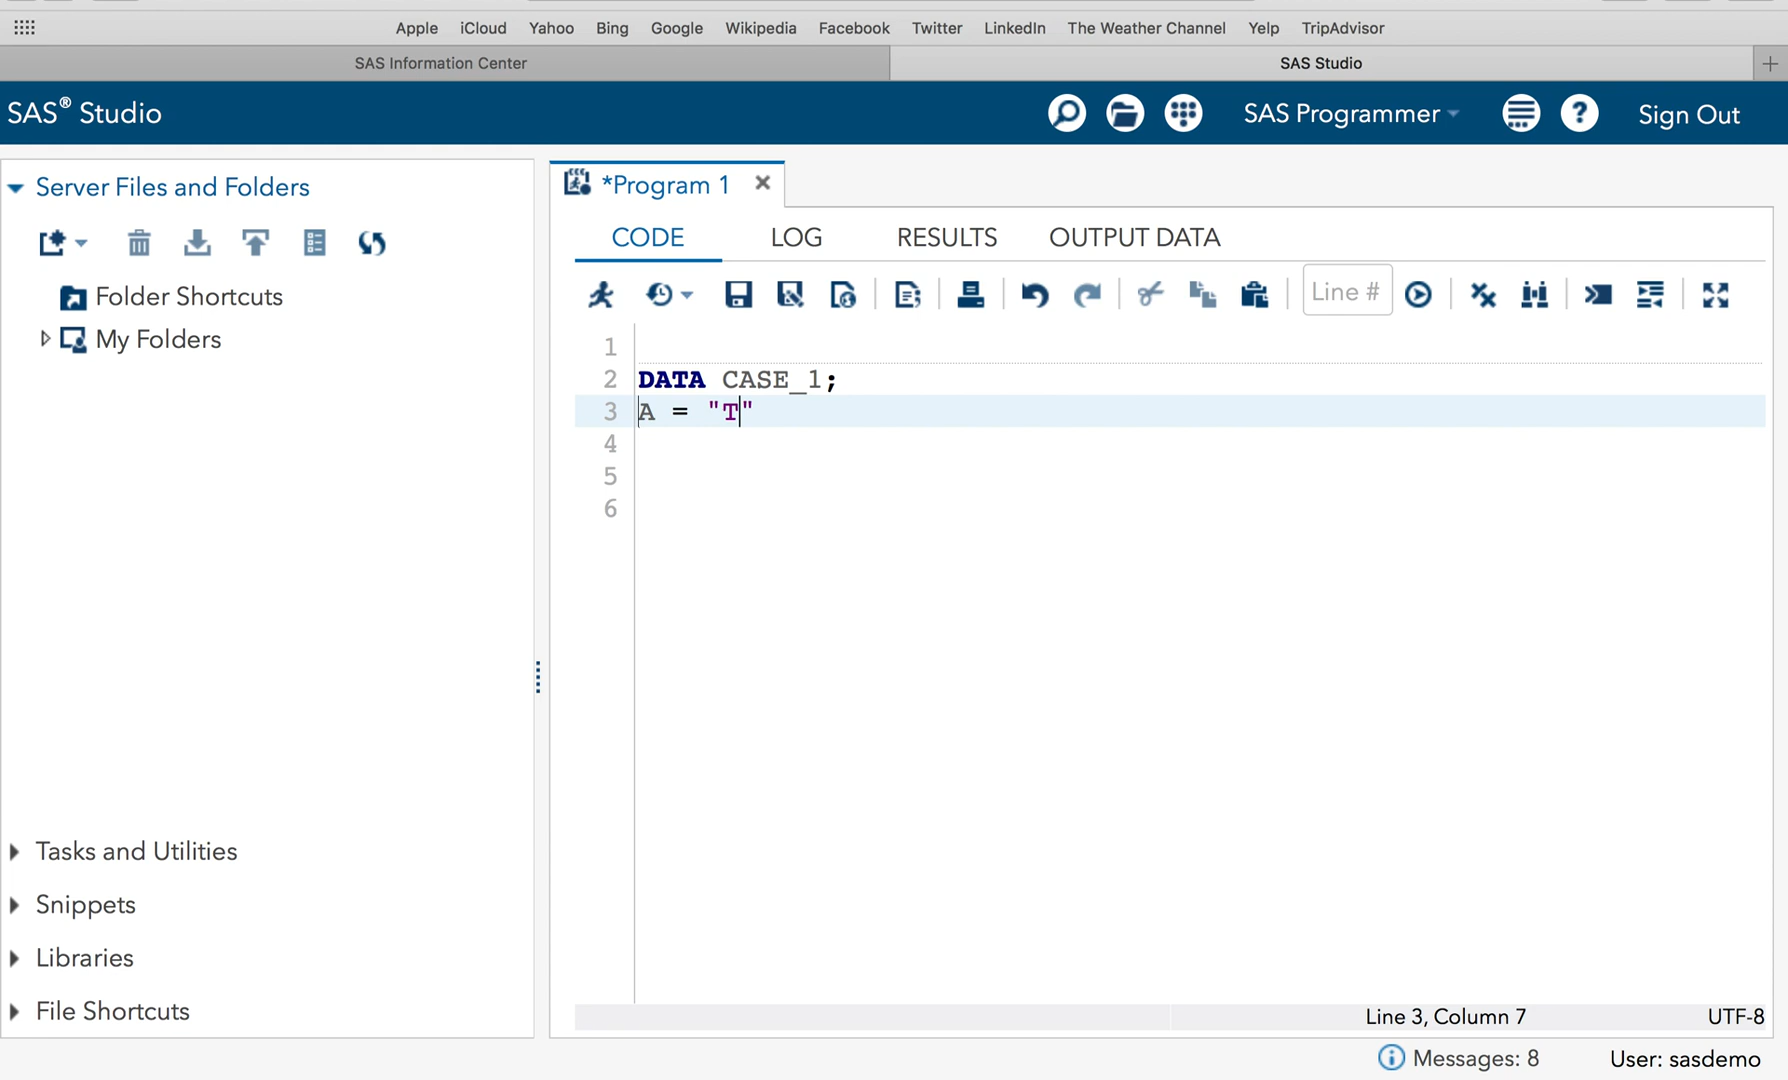 Apple iCloud Yahoo Bing Google Wikipedia Facebook Twitter LinkedIn The Weather Channel Yelp TripAdvisor
SAS Information Center
SAS Studio
SAS® Studio
SAS Programmer
Sign Out
Server Files and Folders
Folder Shortcuts
My Folders
Tasks and Utilities
Snippets
Libraries
File Shortcuts
*Program 1
CODE LOG RESULTS OUTPUT DATA
Line #
1
2 DATA CASE_1;
3 A = "T"
4
5
6
Line 3, Column 7
UTF-8
Messages: 8
User: sasdemo